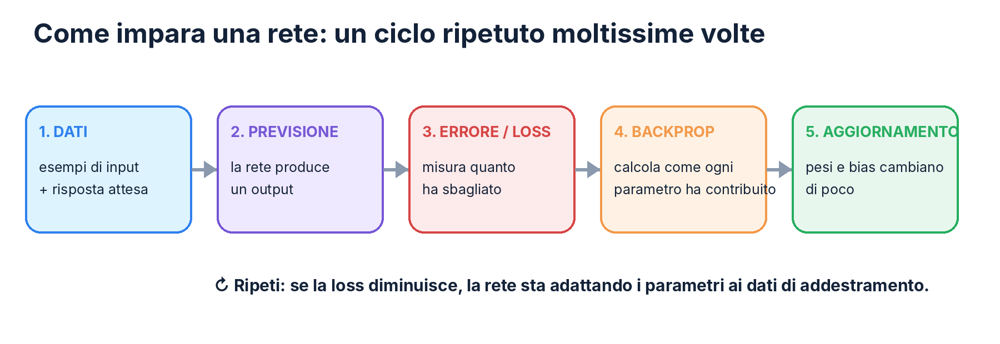 Come impara una rete: un ciclo ripetuto moltissime volte
1. DATI
esempi di input
+ risposta attesa
2. PREVISIONE
la rete produce
un output
3. ERRORE / LOSS
misura quanto
ha sbagliato
4. BACKPROP
calcola come ogni
parametro ha contribuito
5. AGGIORNAMENTO
pesi e bias cambiano
di poco
↻ Ripeti: se la loss diminuisce, la rete sta adattando i parametri ai dati di addestramento.